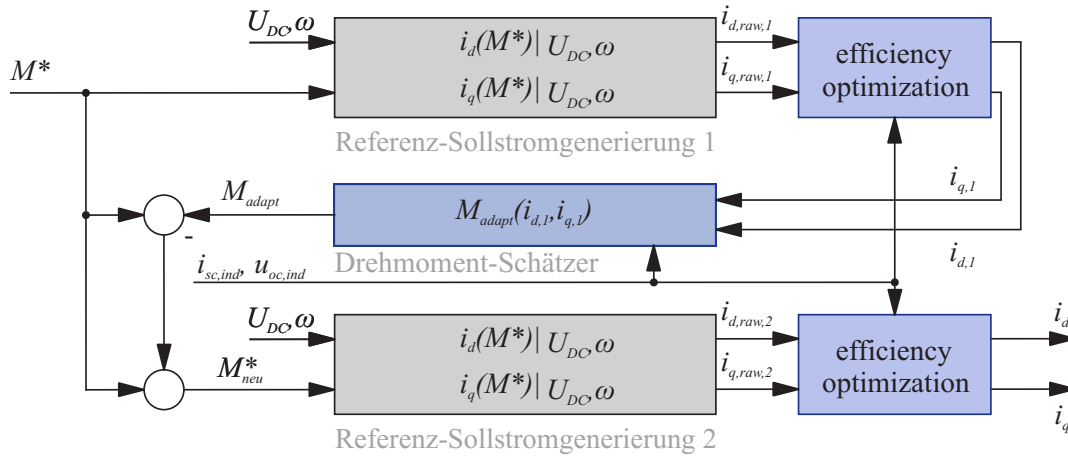 U_DC,ω
i_d(M*)| U_DC,ω
i_d,raw,1
M*
i_q(M*)| U_DC,ω
i_q,raw,1
efficiency
optimization
Referenz-Sollstromgenerierung 1
i_q,1
M_adapt
M_adapt(i_d,1,i_q,1)
-
i_sc,ind, u_oc,ind
Drehmoment-Schätzer
i_d,1
U_DC,ω
i_d(M*)| U_DC,ω
i_d,raw,2
i_d
M*_neu
i_q(M*)| U_DC,ω
i_q,raw,2
efficiency
optimization
i_q
Referenz-Sollstromgenerierung 2